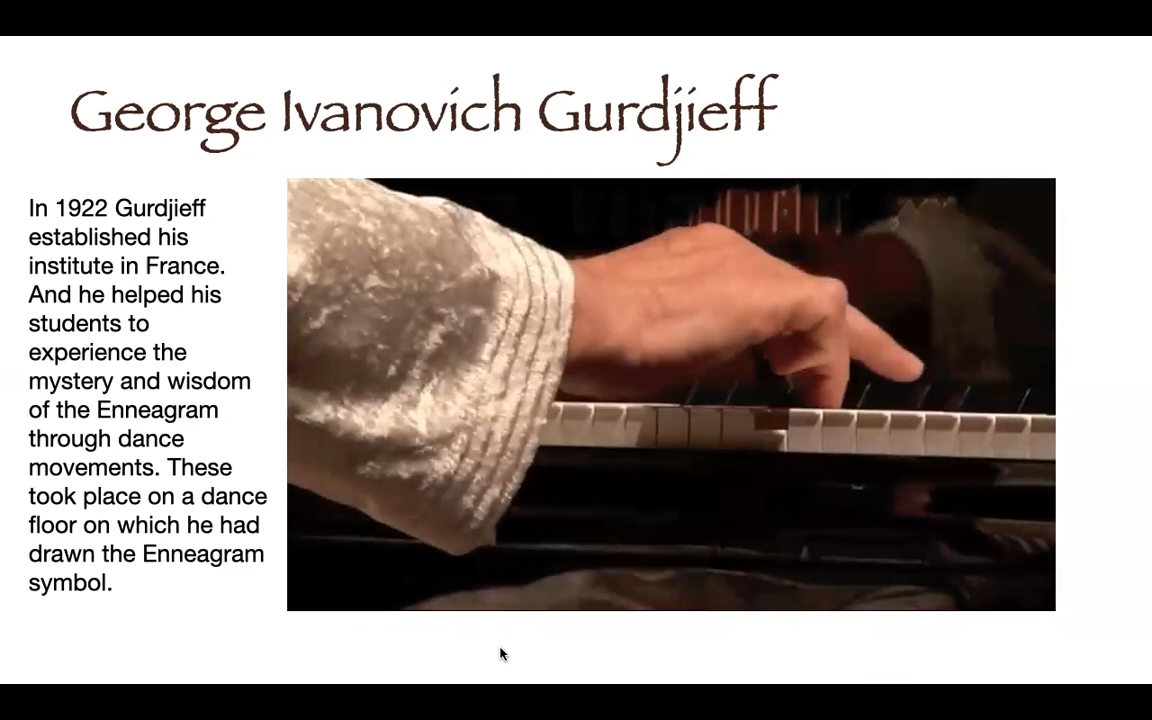 George Ivanovich Gurdjieff
In 1922 Gurdjieff
established his
institute in France.
And he helped his
students to
experience the
mystery and wisdom
of the Enneagram
through dance
movements. These
took place on a dance
floor on which he had
drawn the Enneagram
symbol.